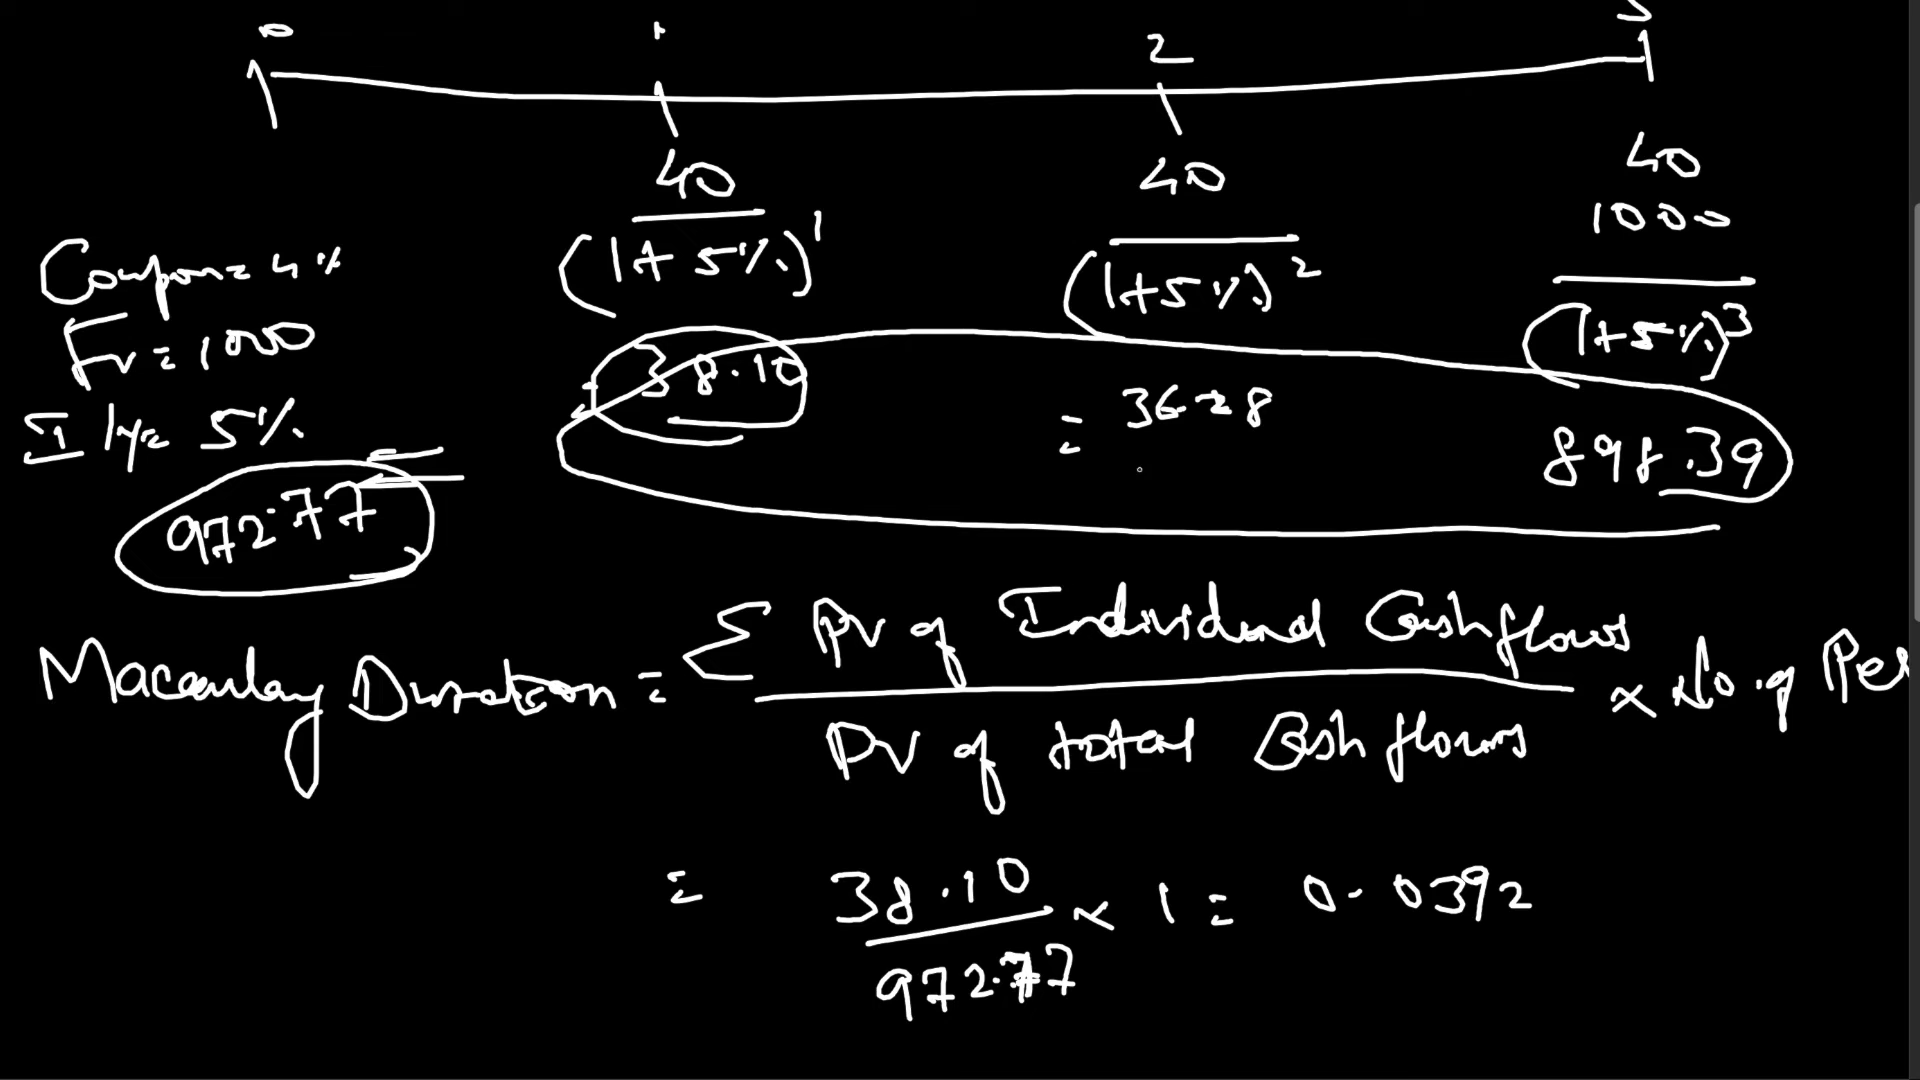 0 1 2 3
40 40 40
1000
(1+5%)^1 (1+5%)^2 (1+5%)^3
Coupon = 4%
Fv = 1000
I/y = 5%
972.77
= 38.10 = 36.28 898.39
Macaulay Duration = Σ PV of Individual Cashflows / PV of total Cashflows × No. of Per
= 38.10 / 972.77 × 1 = 0.0392